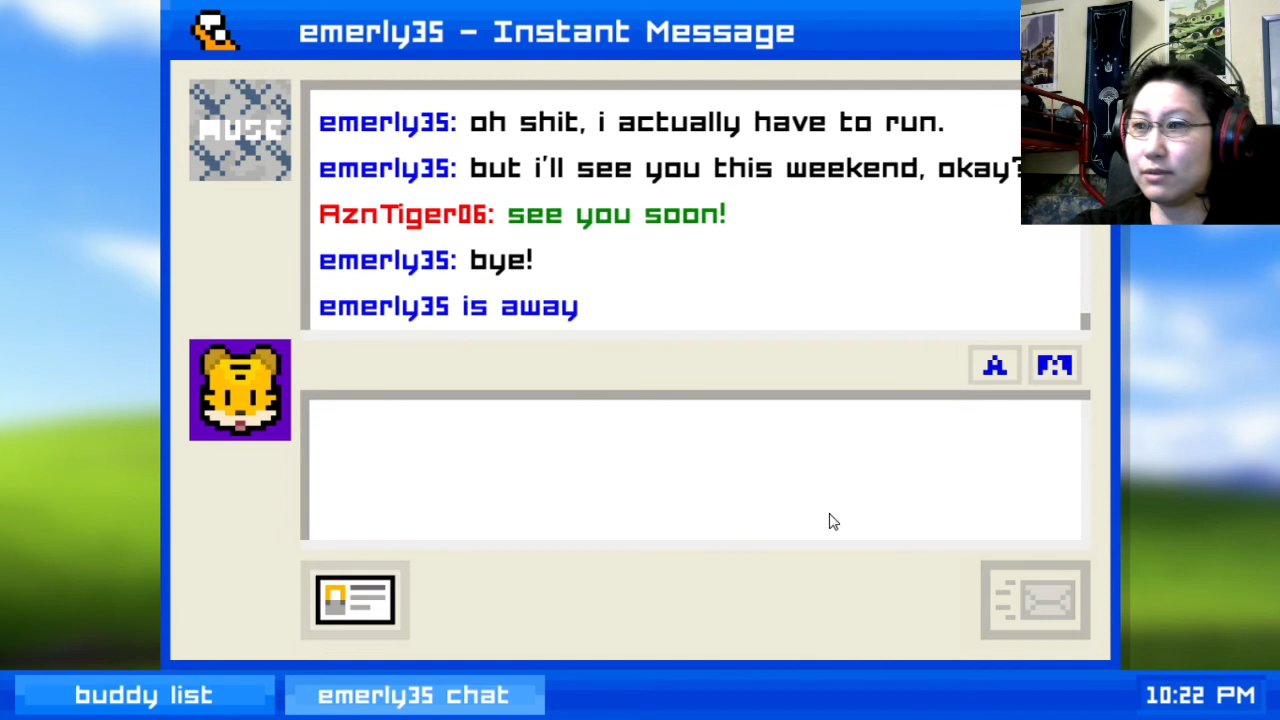 emerly35 - Instant Message
MUSE
emerly35: oh shit, i actually have to run.
emerly35: but i'll see you this weekend, okay?
AznTiger06: see you soon!
emerly35: bye!
emerly35 is away
A A
buddy list
emerly35 chat
10:22 PM